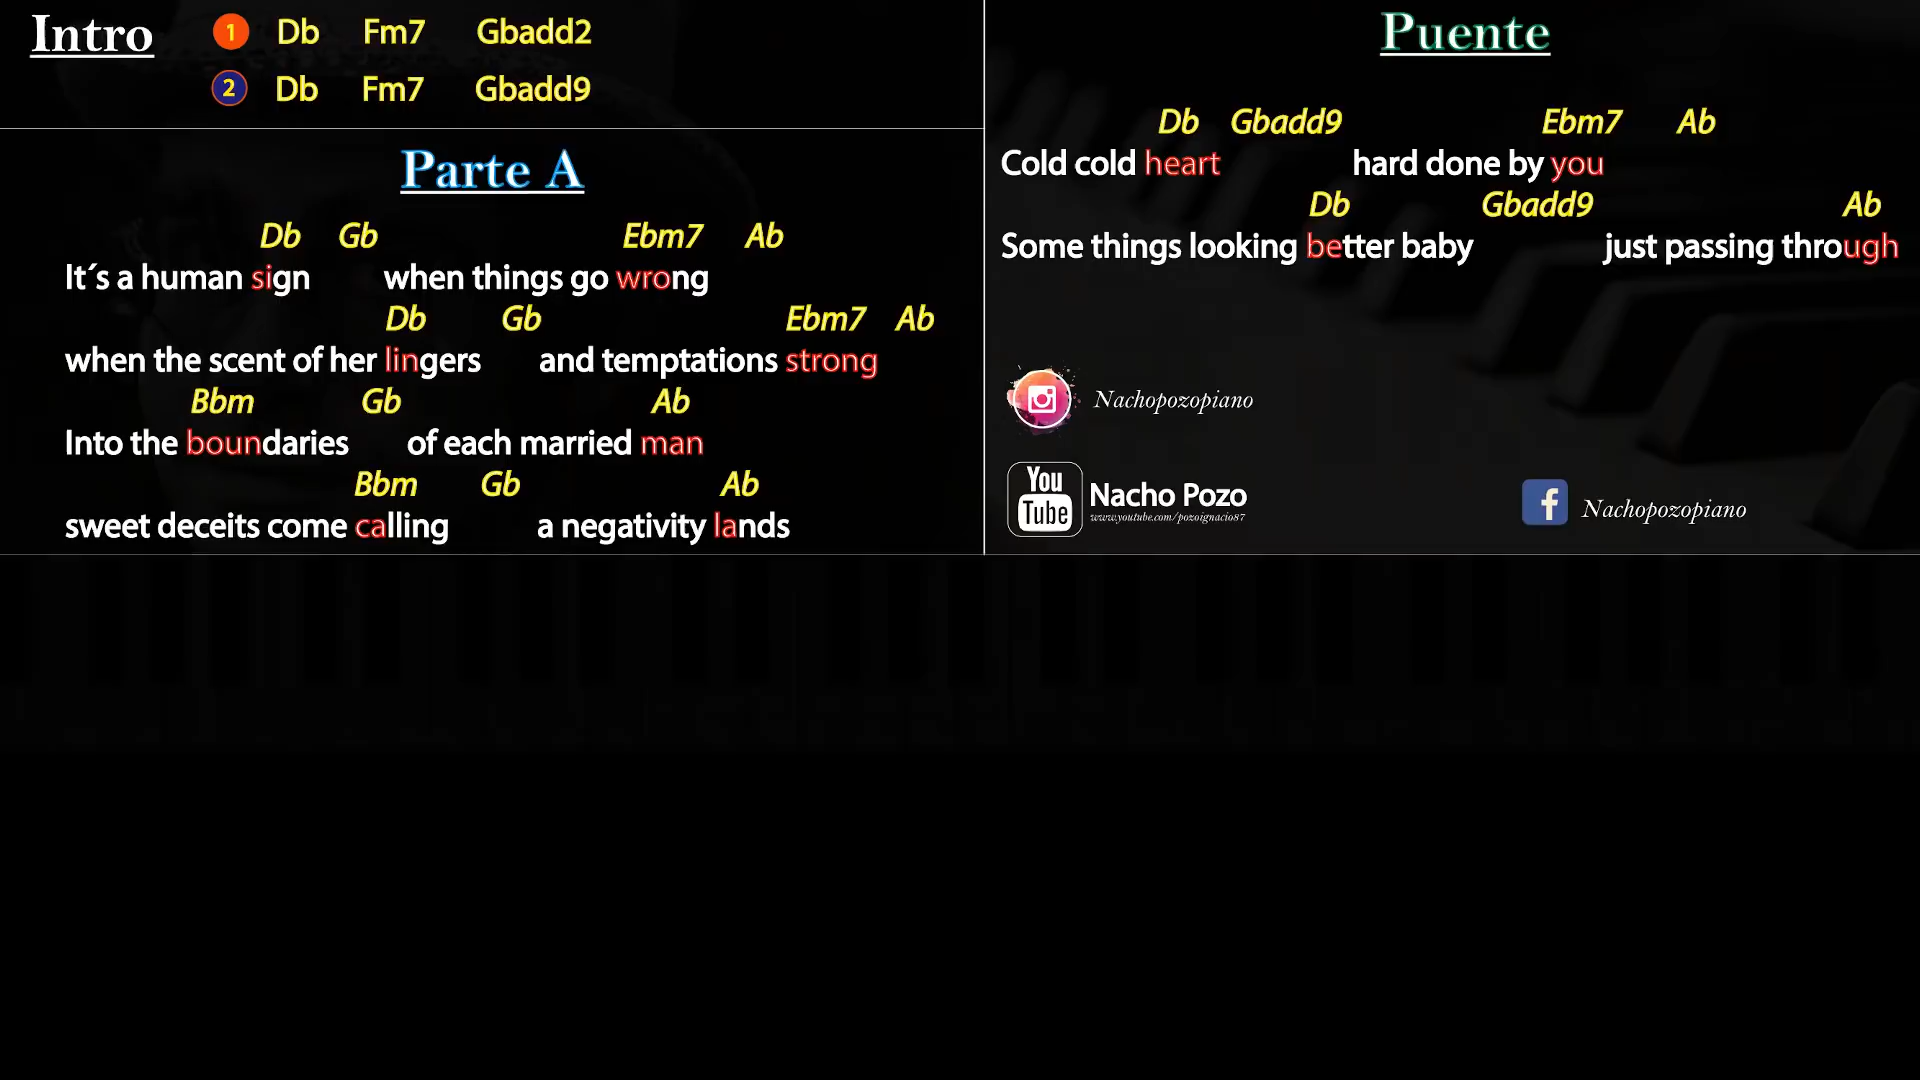 Intro
1 Db Fm7 Gbadd2
2 Db Fm7 Gbadd9
Parte A
Db Gb Ebm7 Ab
It´s a human sign when things go wrong
Db Gb Ebm7 Ab
when the scent of her lingers and temptations strong
Bbm Gb Ab
Into the boundaries of each married man
Bbm Gb Ab
sweet deceits come calling a negativity lands
Puente
Db Gbadd9 Ebm7 Ab
Cold cold heart hard done by you
Db Gbadd9 Ab
Some things looking better baby just passing through
Nachopozopiano
You Tube
Nacho Pozo
www.youtube.com/pozoignacio87
f Nachopozopiano